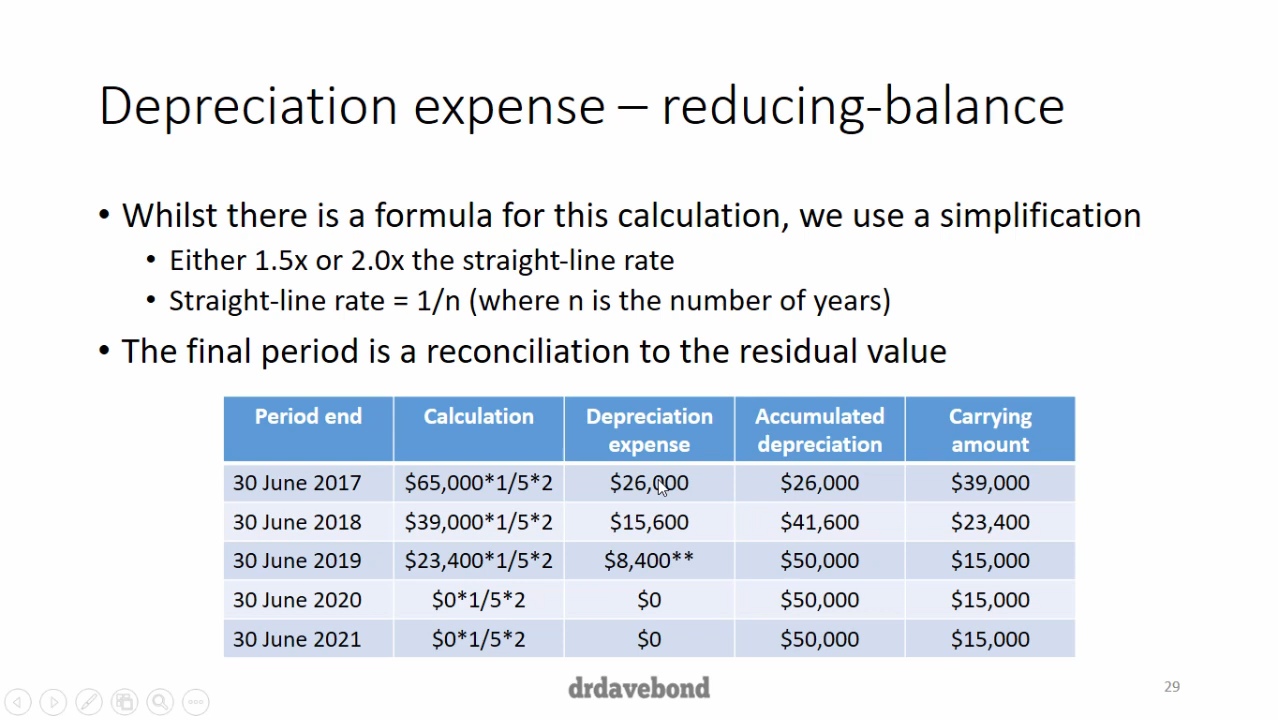 Depreciation expense – reducing-balance
• Whilst there is a formula for this calculation, we use a simplification
• Either 1.5x or 2.0x the straight-line rate
• Straight-line rate = 1/n (where n is the number of years)
• The final period is a reconciliation to the residual value
Period end Calculation Depreciation expense Accumulated depreciation Carrying amount
30 June 2017 $65,000*1/5*2 $26,000 $26,000 $39,000
30 June 2018 $39,000*1/5*2 $15,600 $41,600 $23,400
30 June 2019 $23,400*1/5*2 $8,400** $50,000 $15,000
30 June 2020 $0*1/5*2 $0 $50,000 $15,000
30 June 2021 $0*1/5*2 $0 $50,000 $15,000
drdavebond
29